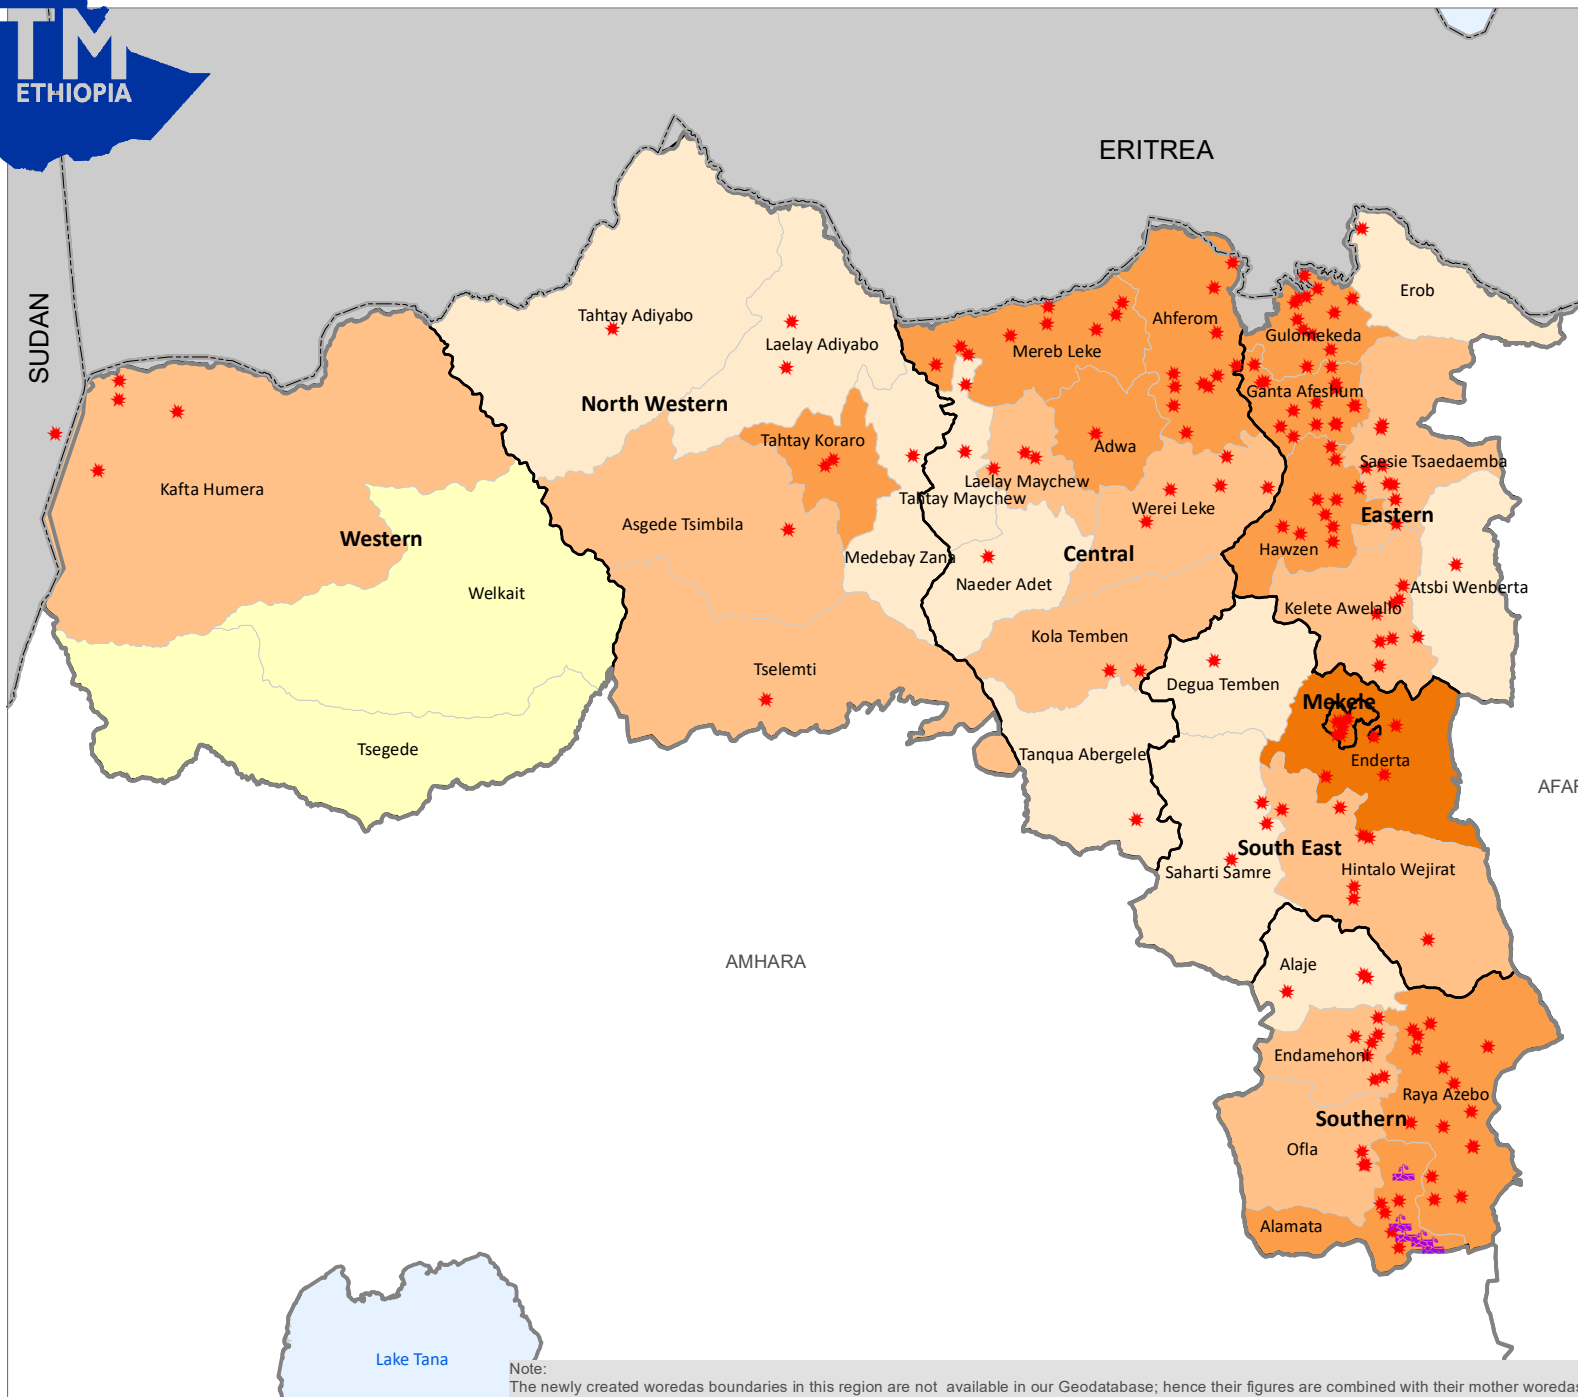 TM
ETHIOPIA
ERITREA
SUDAN
Erob
Tahtay Adiyabo
Laelay Adiyabo
Ahferom
Gulomekeda
Mereb Leke
Ganta Afeshum
North Western
Tahtay Koraro
Adwa
Saesie Tsaedaemba
Kafta Humera
Laelay Maychew
Tahtay Maychew
Asgede Tsimbila
Werei Leke
Eastern
Western
Hawzen
Central
Medebay Zana
Naeder Adet
Atsbi Wenberta
Welkait
Kelete Awelallo
Kola Temben
Tselemti
Degua Temben
Mekele
Tsegede
Tanqua Abergele
Enderta
AFAR
South East
Saharti Samre
Hintalo Wejirat
AMHARA
Alaje
Endamehoni
Raya Azebo
Southern
Ofla
Alamata
Lake Tana
Note:
The newly created woredas boundaries in this region are not available in our Geodatabase; hence their figures are combined with their mother woredas